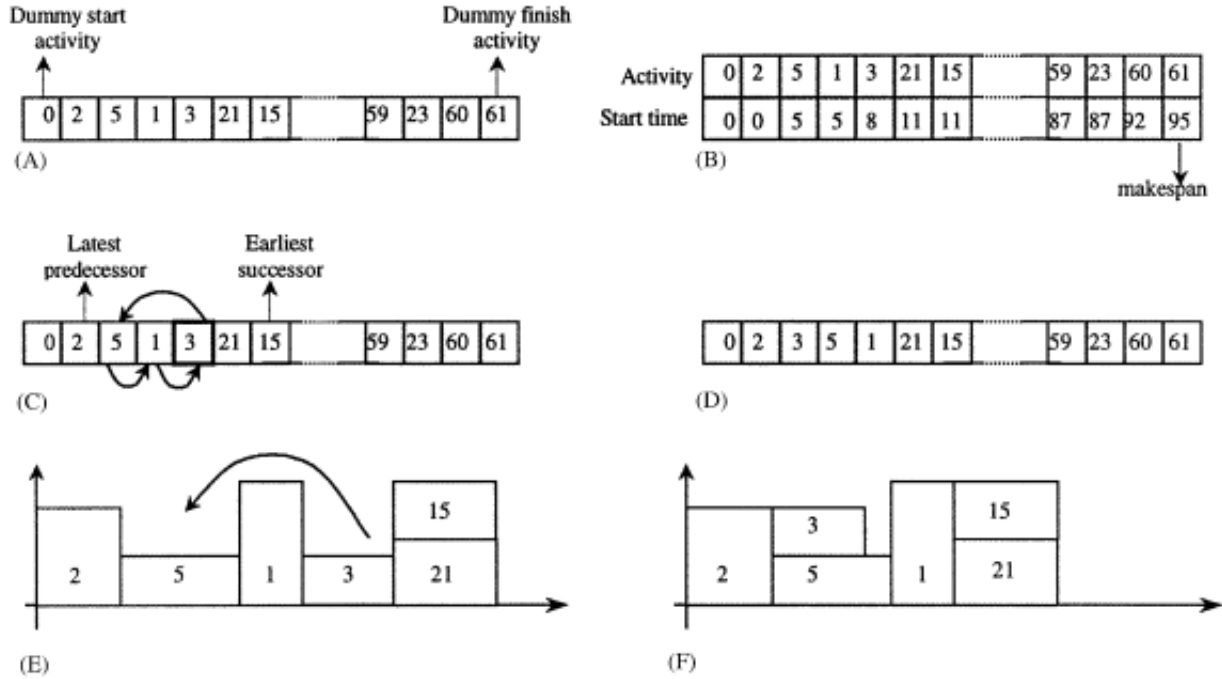 Dummy start
activity
Dummy finish
activity
0 2 5 1 3 21 15 59 23 60 61
(A)
Activity 0 2 5 1 3 21 15 59 23 60 61
Start time 0 0 5 5 8 11 11 87 87 92 95
(B)
makespan
Latest
predecessor
Earliest
successor
0 2 5 1 3 21 15 59 23 60 61
(C)
0 2 3 5 1 21 15 59 23 60 61
(D)
15
2 5 1 3 21
(E)
3 15
2 5 1 21
(F)